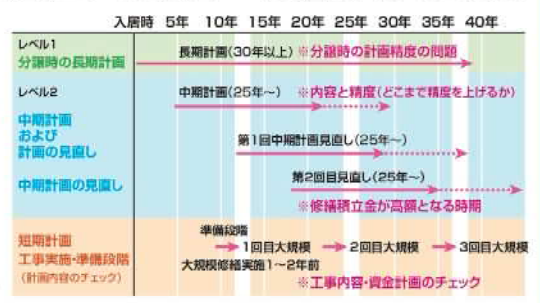 入居時 5年 10年 15年 20年 25年 30年 35年 40年
レベル1
分譲時の長期計画
長期計画(30年以上) ※分譲時の計画精度の問題
レベル2
中期計画(25年〜) ※内容と精度(どこまで精度を上げるか)
中期計画
および
計画の見直し
第1回中期計画見直し(25年〜)
中期計画の見直し
第2回目見直し(25年〜)
※修繕積立金が高額となる時期
短期計画
工事実施・準備段階
(計画内容のチェック)
準備段階
1回目大規模 2回目大規模 3回目大規模
大規模修繕実施1〜2年前
※工事内容・資金計画のチェック